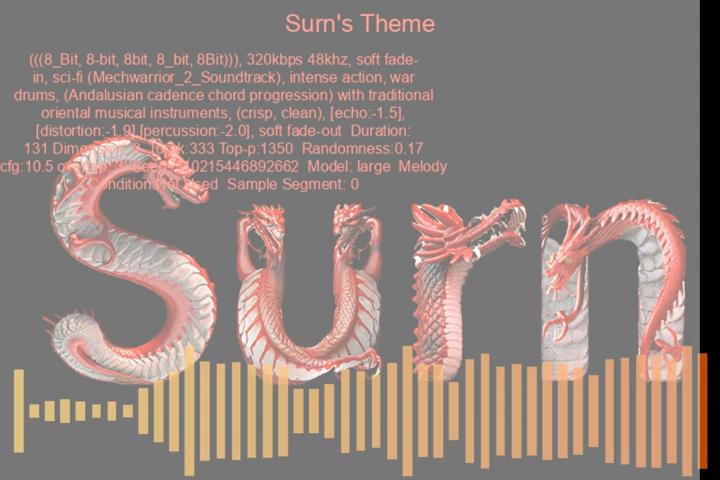 Surn's Theme
(((8_Bit, 8-bit, 8bit, 8_bit, 8Bit))), 320kbps 48khz, soft fade-
in, sci-fi (Mechwarrior_2_Soundtrack), intense action, war
drums, (Andalusian cadence chord progression) with traditional
oriental musical instruments, (crisp, clean), [echo:-1.5],
[distortion:-1.9] [percussion:-2.0], soft fade-out Duration:
131 Top-p:1350 Randomness:0.17
cfg:10.5 Model: large Melody
Condition:Not Used Sample Segment: 0
Surn